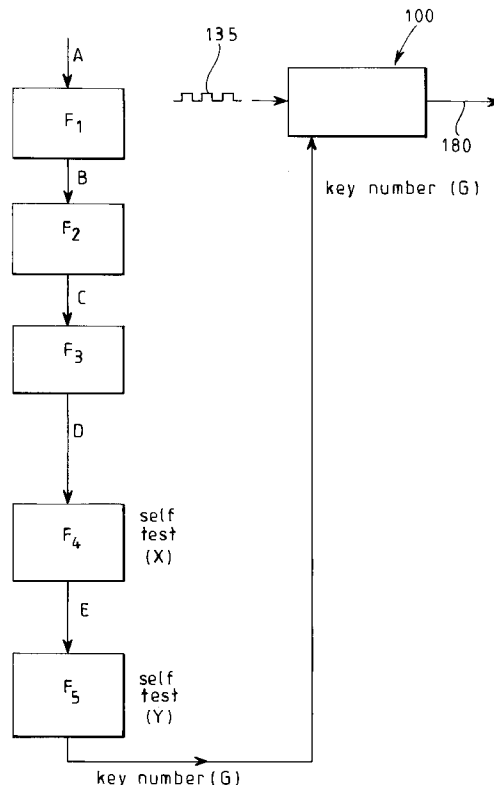 A
F1
B
F2
C
F3
D
F4
self
test
(X)
E
F5
self
test
(Y)
key number(G)
135
100
180
key number (G)